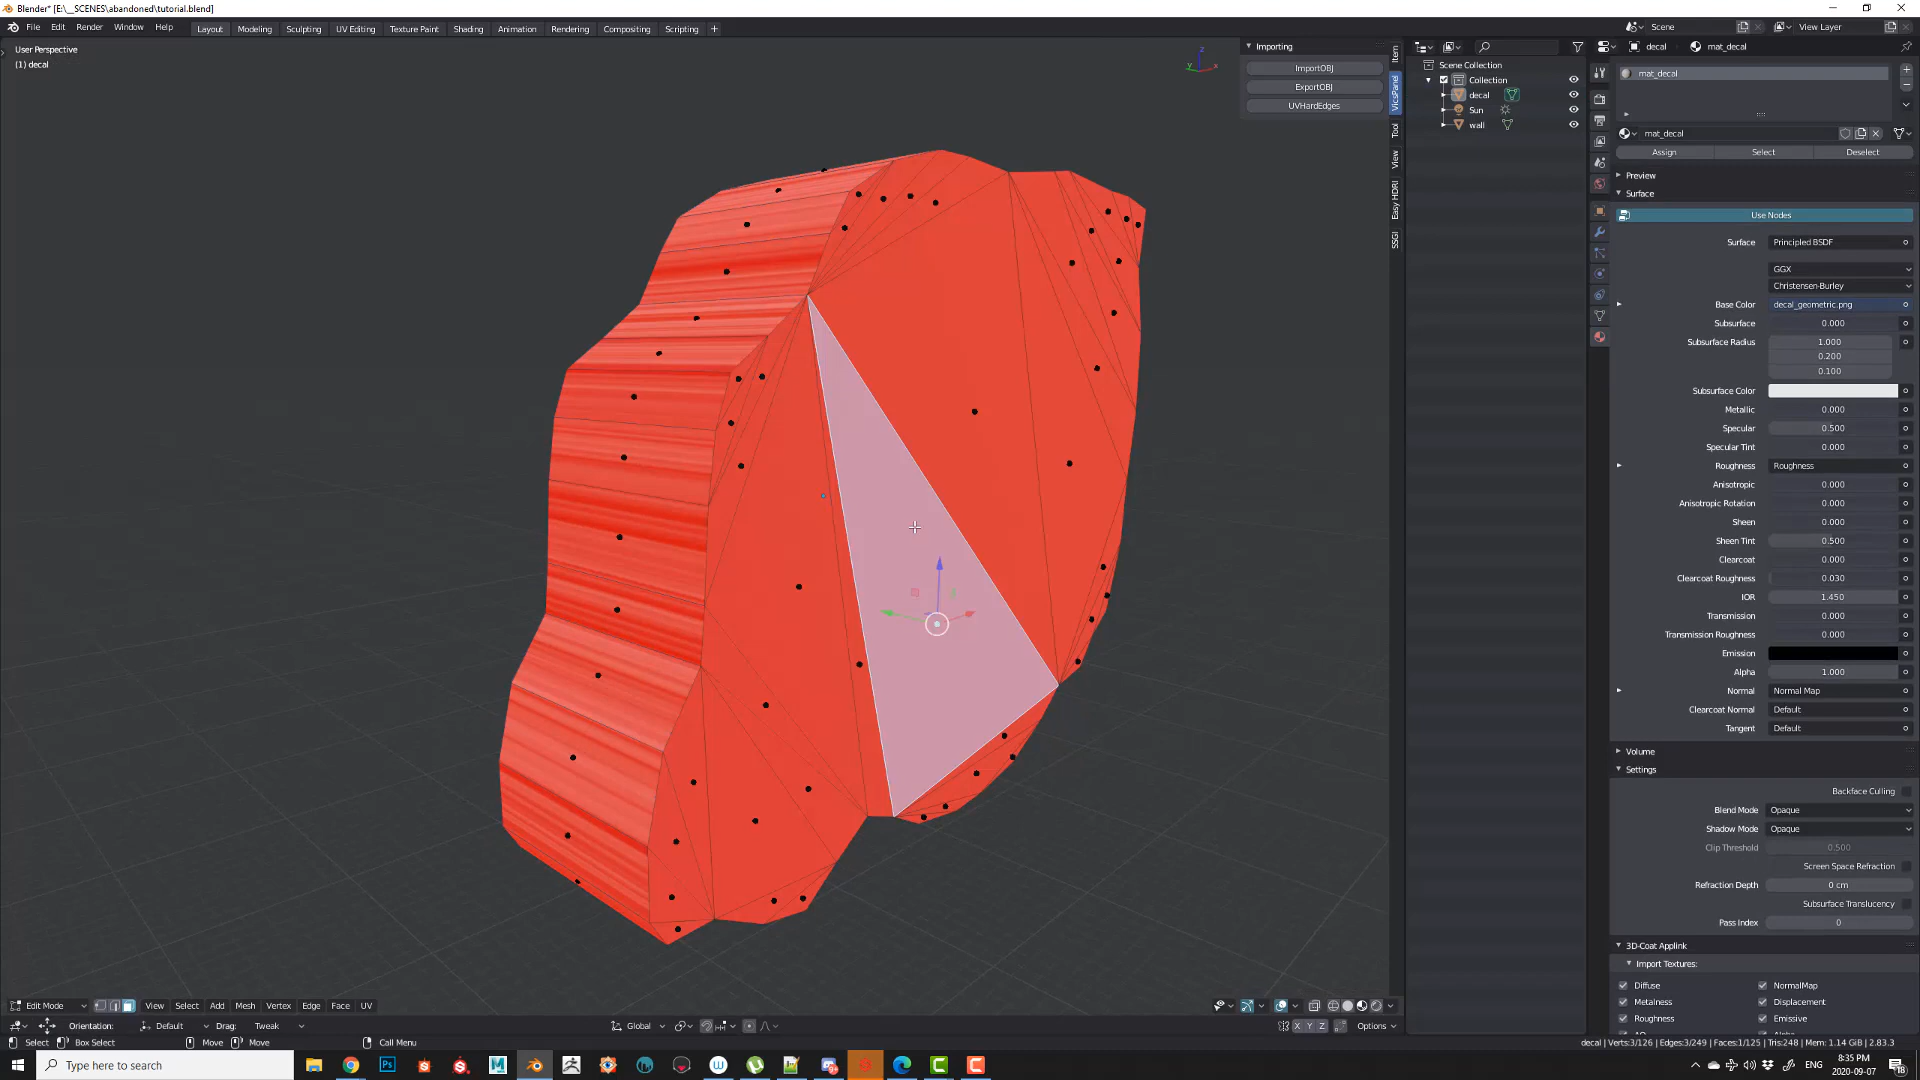 Blender* [E:\__SCENES\abandoned\tutorial.blend]
File Edit Render Window Help
Layout Modeling Sculpting UV Editing Texture Paint Shading Animation Rendering Compositing Scripting +
Scene
View Layer
User Perspective
(1) decal
Importing
ImportOBJ
ExportOBJ
UVHardEdges
Item
VicsPanel
Tool
View
Easy HDRI
SSGI
Scene Collection
Collection
decal
Sun
wall
decal mat_decal
mat_decal
mat_decal
Assign Select Deselect
Preview
Surface
Use Nodes
Surface Principled BSDF
GGX
Christensen-Burley
Base Color decal_geometric.png
Subsurface 0.000
Subsurface Radius 1.000
0.200
0.100
Subsurface Color
Metallic 0.000
Specular 0.500
Specular Tint 0.000
Roughness Roughness
Anisotropic 0.000
Anisotropic Rotation 0.000
Sheen 0.000
Sheen Tint 0.500
Clearcoat 0.000
Clearcoat Roughness 0.030
IOR 1.450
Transmission 0.000
Transmission Roughness 0.000
Emission
Alpha 1.000
Normal Normal Map
Clearcoat Normal Default
Tangent Default
Volume
Settings
Backface Culling
Blend Mode Opaque
Shadow Mode Opaque
Clip Threshold 0.500
Screen Space Refraction
Refraction Depth 0 cm
Subsurface Translucency
Pass Index 0
3D-Coat Applink
Import Textures:
Diffuse NormalMap
Metalness Displacement
Roughness Emissive
Edit Mode View Select Add Mesh Vertex Edge Face UV
Orientation: Default Drag: Tweak Global X Y Z Options
Select Box Select Move Move Call Menu
decal | Verts:3/126 | Edges:3/249 | Faces:1/125 | Tris:248 | Mem: 1.14 GiB | 2.83.3
Type here to search
ENG
8:35 PM
2020-09-07